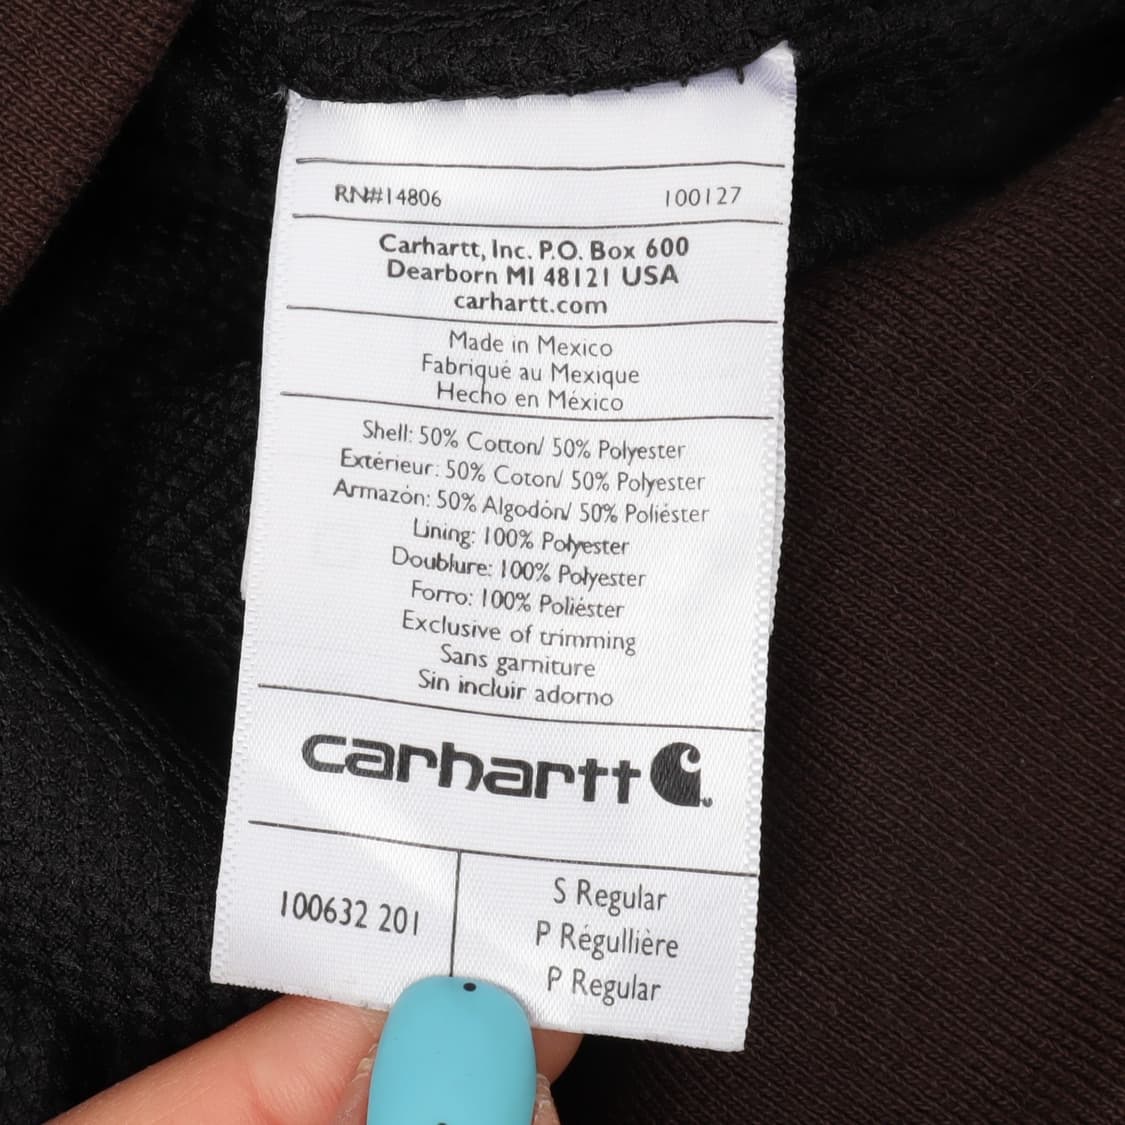 RN#14806 100127
Carhartt, Inc. P.O. Box 600
Dearborn MI 48121 USA
carhartt.com
Made in Mexico
Fabriqué au Mexique
Hecho en México
Shell: 50% Cotton/ 50% Polyester
Extérieur: 50% Coton/ 50% Polyester
Armazón: 50% Algodón/ 50% Poliéster
Lining: 100% Polyester
Doublure: 100% Polyester
Forro: 100% Poliéster
Exclusive of trimming
Sans garniture
Sin incluir adorno
carhartt
100632 201
S Regular
P Régullière
P Regular